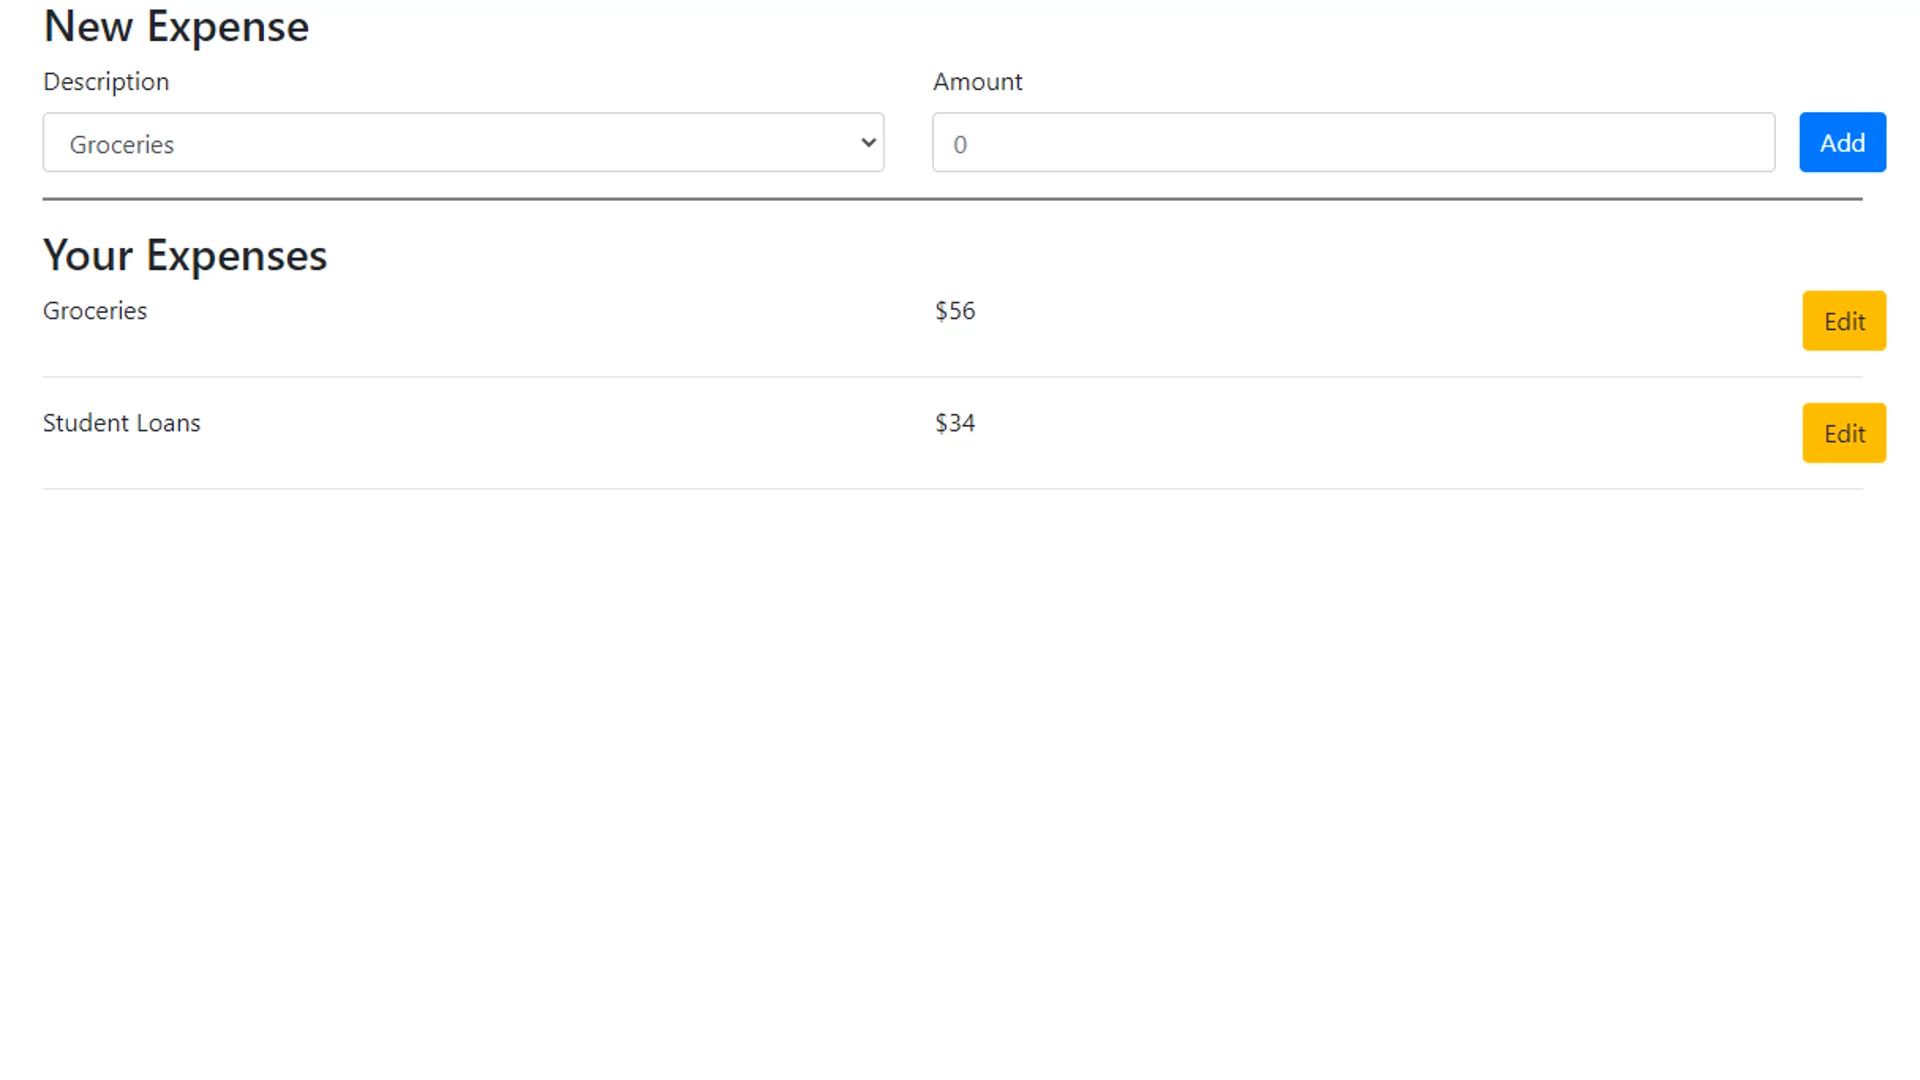 New Expense
Description Amount
Groceries 0 Add
Your Expenses
Groceries $56 Edit
Student Loans $34 Edit